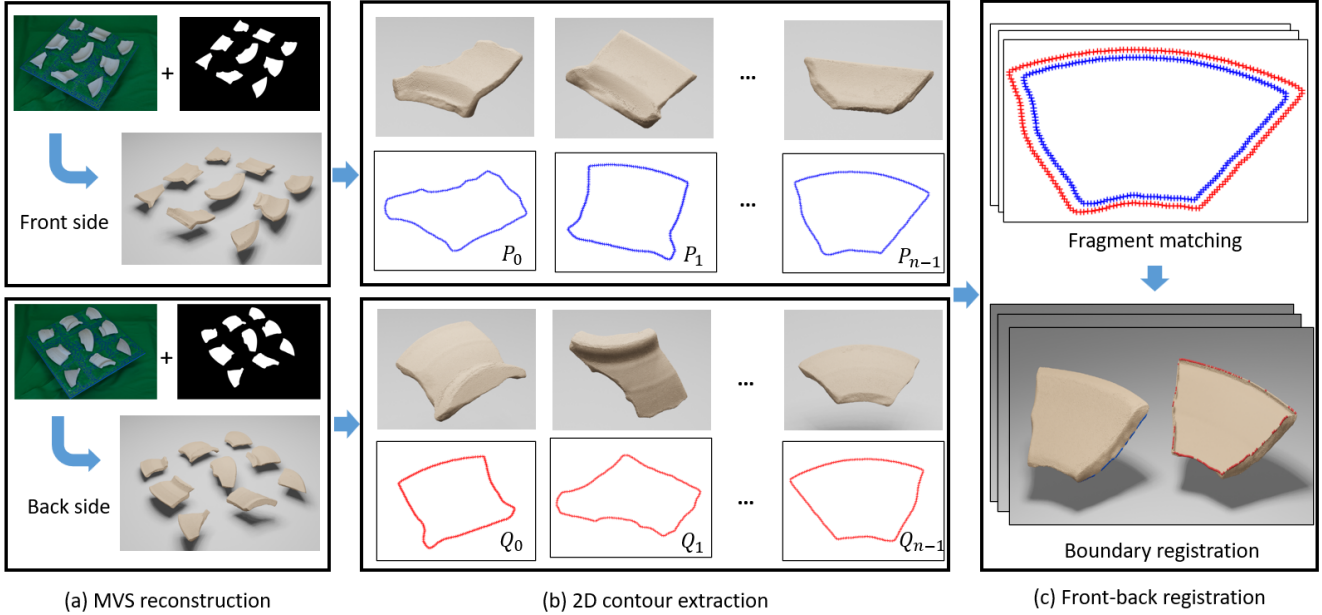 +
Front side
...
...
P₀
P₁
Pₙ₋₁
+
Back side
...
...
Q₀
Q₁
Qₙ₋₁
Fragment matching
Boundary registration
(a) MVS reconstruction
(b) 2D contour extraction
(c) Front-back registration